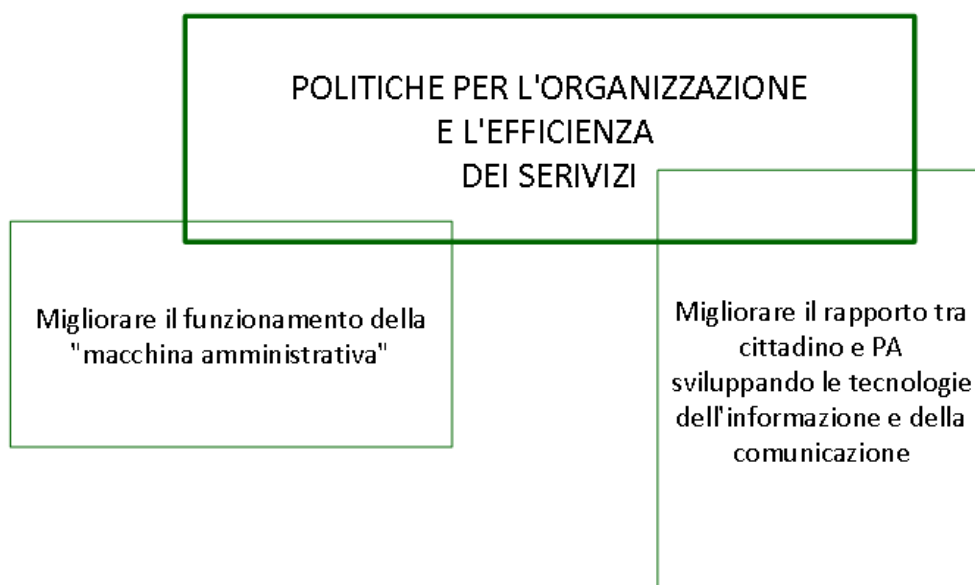 POLITICHE PER L'ORGANIZZAZIONE
E L'EFFICIENZA
DEI SERIVIZI
Migliorare il funzionamento della
"macchina amministrativa"
Migliorare il rapporto tra
cittadino e PA
sviluppando le tecnologie
dell'informazione e della
comunicazione